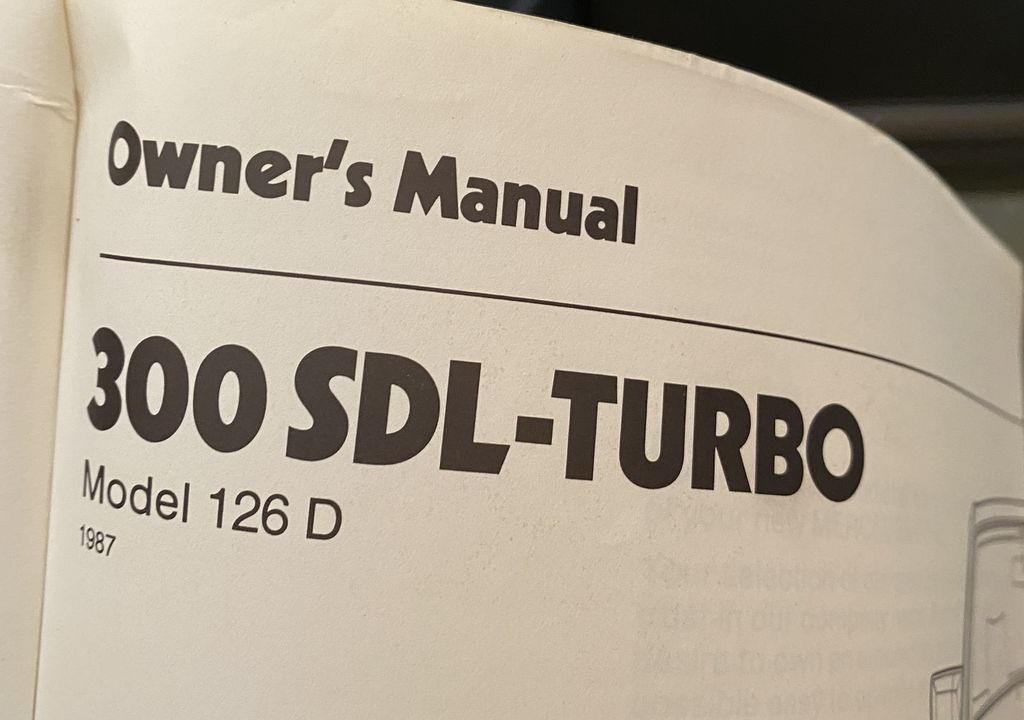 Owner's Manual
300 SDL-TURBO
Model 126 D
1987